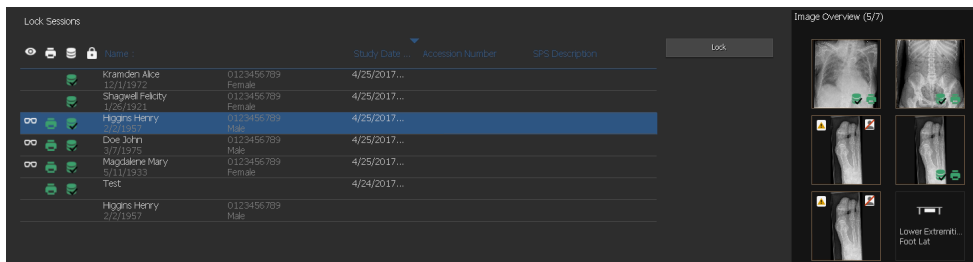 Lock Sessions
Image Overview (5/7)
Name :
Study Date ...
Accession Number
SPS Description
Lock
Kramden Alice
0123456789
4/25/2017...
12/1/1972
Female
Shagwell Felicity
0123456789
4/25/2017...
1/26/1921
Female
Higgins Henry
0123456789
4/25/2017...
2/2/1957
Male
Doe John
0123456789
4/25/2017...
3/7/1975
Male
Magdalene Mary
0123456789
4/25/2017...
5/11/1933
Female
Test
4/24/2017...
Higgins Henry
0123456789
2/2/1957
Male
Lower Extremiti...
Foot Lat